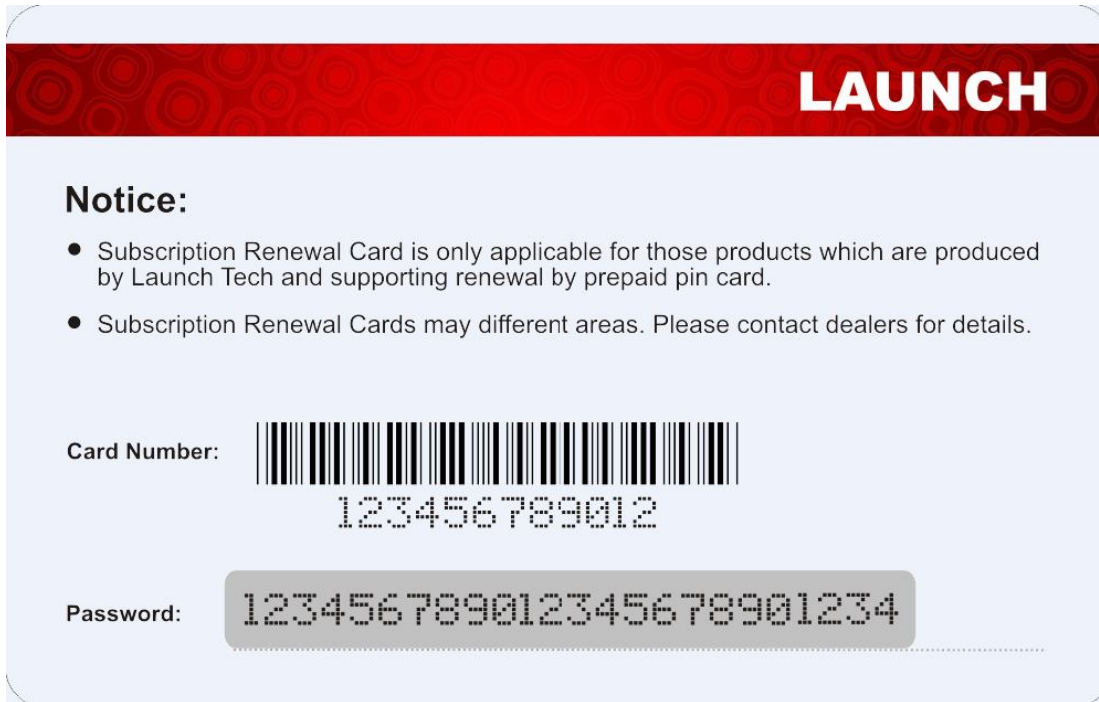 LAUNCH
Notice:
● Subscription Renewal Card is only applicable for those products which are produced
by Launch Tech and supporting renewal by prepaid pin card.
● Subscription Renewal Cards may different areas. Please contact dealers for details.
Card Number:
123456789012
Password: 123456789012345678901234